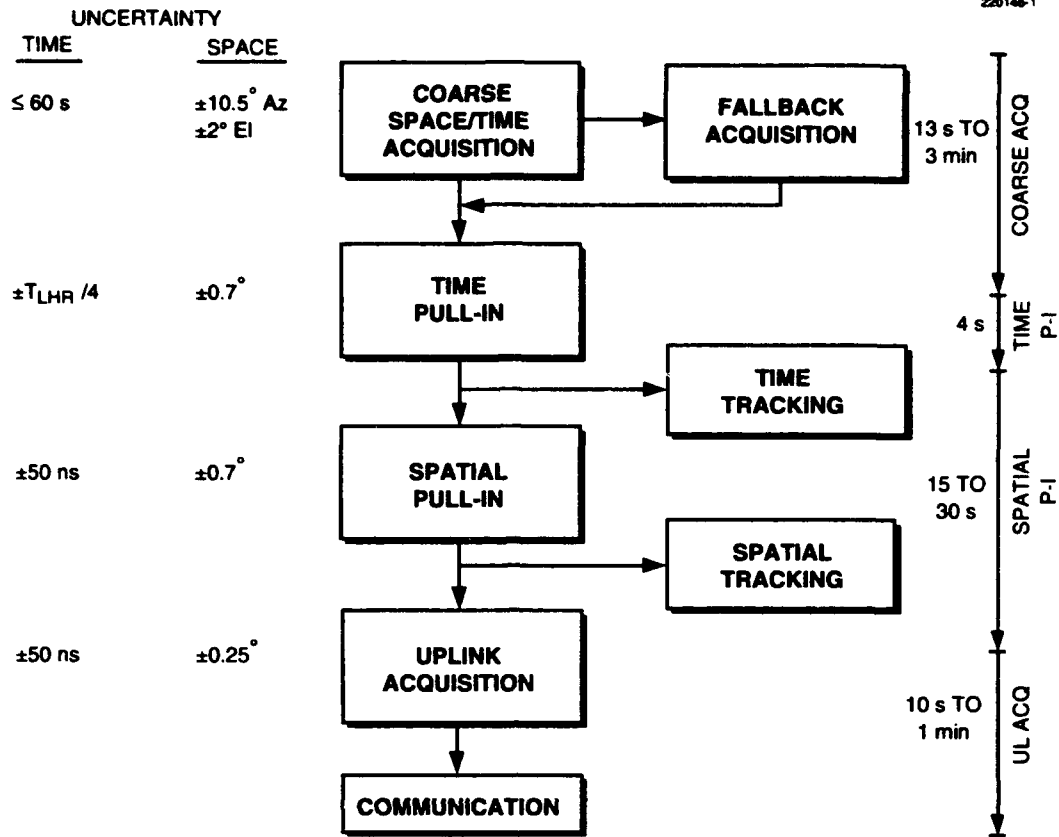 220146-1
UNCERTAINTY
TIME SPACE
≤ 60 s ±10.5° Az
±2° El
COARSE
SPACE/TIME
ACQUISITION
FALLBACK
ACQUISITION
13 s TO
3 min
COARSE ACQ
±T_LHR /4 ±0.7°
TIME
PULL-IN
4 s
TIME
P-I
TIME
TRACKING
±50 ns ±0.7°
SPATIAL
PULL-IN
15 TO
30 s
SPATIAL
P-I
SPATIAL
TRACKING
±50 ns ±0.25°
UPLINK
ACQUISITION
10 s TO
1 min
UL ACQ
COMMUNICATION